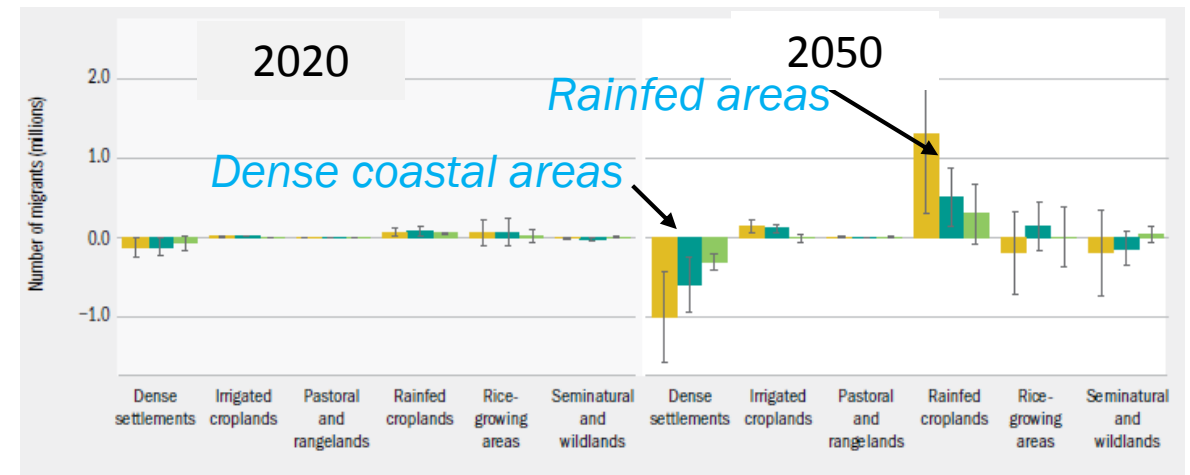 2020
2050
Rainfed areas
Dense coastal areas
Number of migrants (millions)
2.0
1.0
0.0
−1.0
Dense settlements
Irrigated croplands
Pastoral and rangelands
Rainfed croplands
Rice-growing areas
Seminatural and wildlands
Dense settlements
Irrigated croplands
Pastoral and rangelands
Rainfed croplands
Rice-growing areas
Seminatural and wildlands